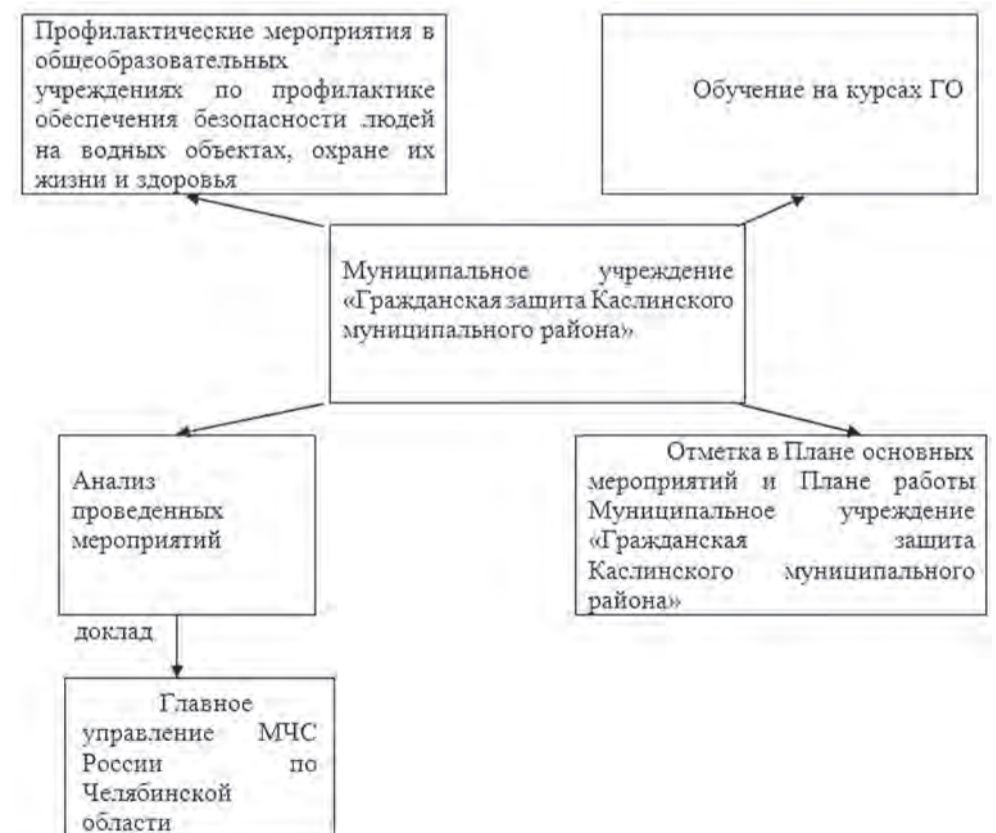 Профилактические мероприятия в
общеобразовательных
учреждениях по профилактике
обеспечения безопасности людей
на водных объектах, охране их
жизни и здоровья
Обучение на курсах ГО
Муниципальное учреждение
«Гражданская защита Каслинского
муниципального района»
Анализ
проведенных
мероприятий
Отметка в Плане основных
мероприятий и Плане работы
Муниципальное учреждение
«Гражданская защита
Каслинского муниципального
района»
доклад
Главное
управление МЧС
России по
Челябинской
области